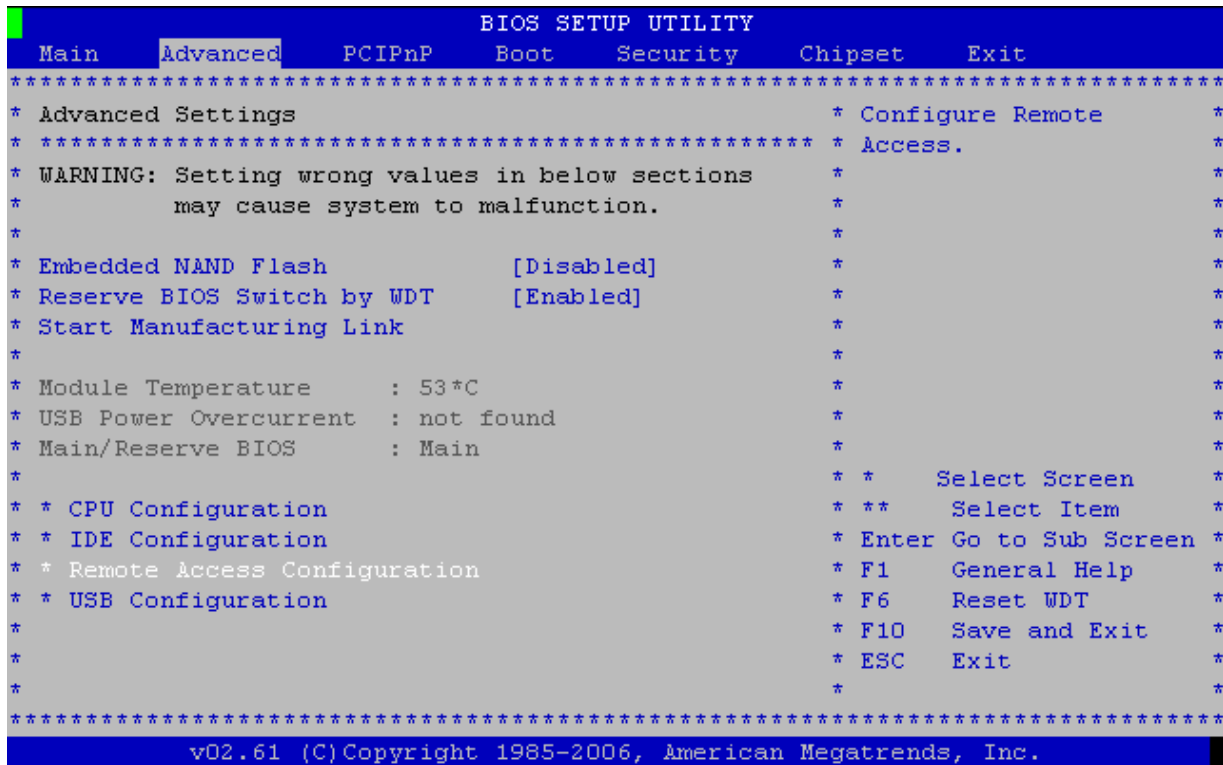 BIOS SETUP UTILITY
Main Advanced PCIPnP Boot Security Chipset Exit
********************************************************************************
* Advanced Settings * Configure Remote *
* *************************************************** * Access. *
* WARNING: Setting wrong values in below sections * *
* may cause system to malfunction. * *
* * *
* Embedded NAND Flash [Disabled] * *
* Reserve BIOS Switch by WDT [Enabled] * *
* Start Manufacturing Link * *
* * *
* Module Temperature : 53*C * *
* USB Power Overcurrent : not found * *
* Main/Reserve BIOS : Main * *
* * * Select Screen *
* * CPU Configuration * ** Select Item *
* * IDE Configuration * Enter Go to Sub Screen *
* * Remote Access Configuration * F1 General Help *
* * USB Configuration * F6 Reset WDT *
* * F10 Save and Exit *
* * ESC Exit *
* * *
********************************************************************************
v02.61 (C)Copyright 1985-2006, American Megatrends, Inc.